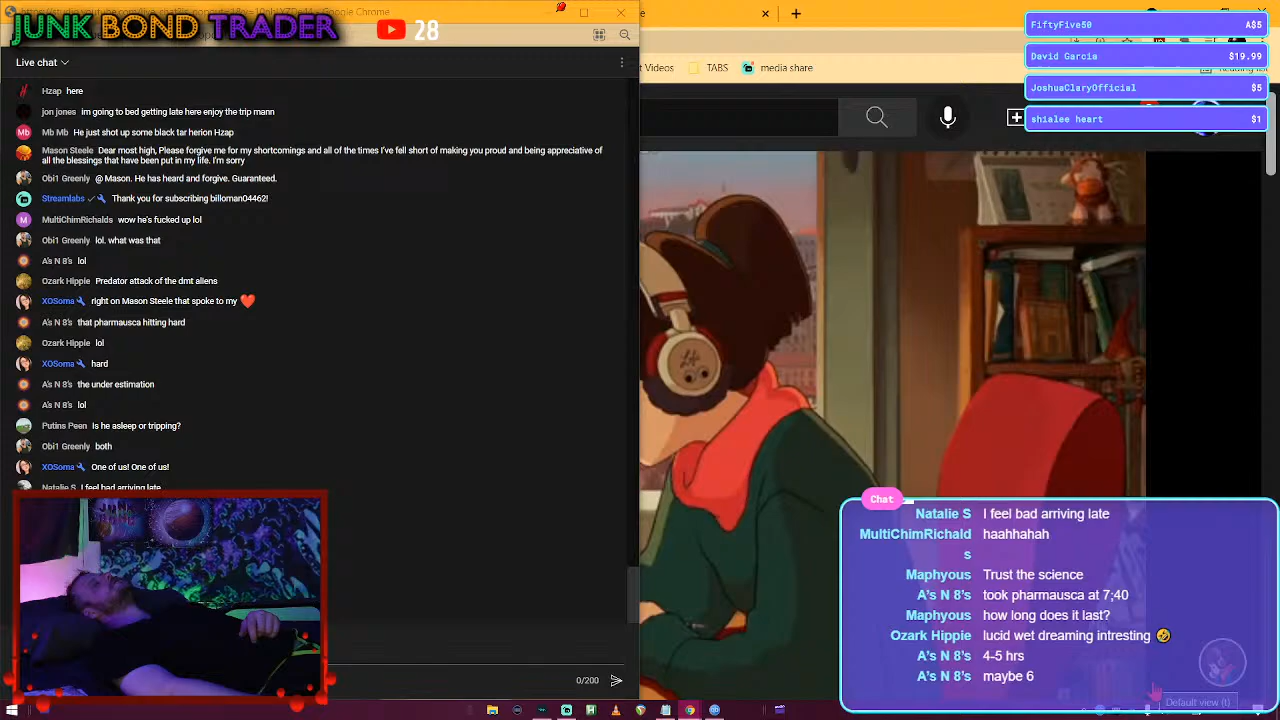 JUNK BOND TRADER
28
Live chat
Hzap here
jon jones im going to bed getting late here enjoy the trip mann
Mb Mb He just shot up some black tar herion Hzap
Mason Steele Dear most high, Please forgive me for my shortcomings and all of the times I've fell short of making you proud and being appreciative of
all the blessings that have been put in my life. I'm sorry
Obi1 Greenly @ Mason. He has heard and forgive. Guaranteed.
Streamlabs Thank you for subscribing billoman04462!
MultiChimRichalds wow he's fucked up lol
Obi1 Greenly lol. what was that
A's N 8's lol
Ozark Hippie Predator attack of the dmt aliens
XOSoma right on Mason Steele that spoke to my ❤️
A's N 8's that pharmausca hitting hard
Ozark Hippie lol
XOSoma hard
A's N 8's the under estimation
A's N 8's lol
Putins Peen Is he asleep or tripping?
Obi1 Greenly both
XOSoma One of us! One of us!
Natalie S I feel bad arriving late
0/200
t Videos
TABS
media share
FiftyFive50 A$5
David Garcia $19.99
JoshuaClaryOfficial $5
shialee heart $1
Chat
Natalie S I feel bad arriving late
MultiChimRichald haahhahah
s
Maphyous Trust the science
A's N 8's took pharmausca at 7;40
Maphyous how long does it last?
Ozark Hippie lucid wet dreaming intresting 🤣
A's N 8's 4-5 hrs
A's N 8's maybe 6
Default view (t)